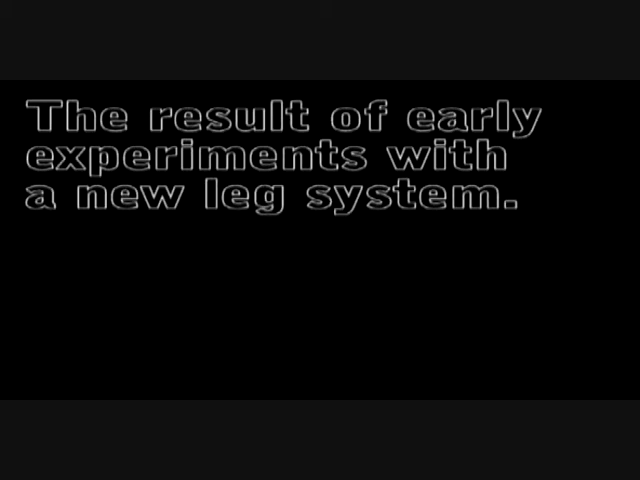 The result of early
experiments with
a new leg system.